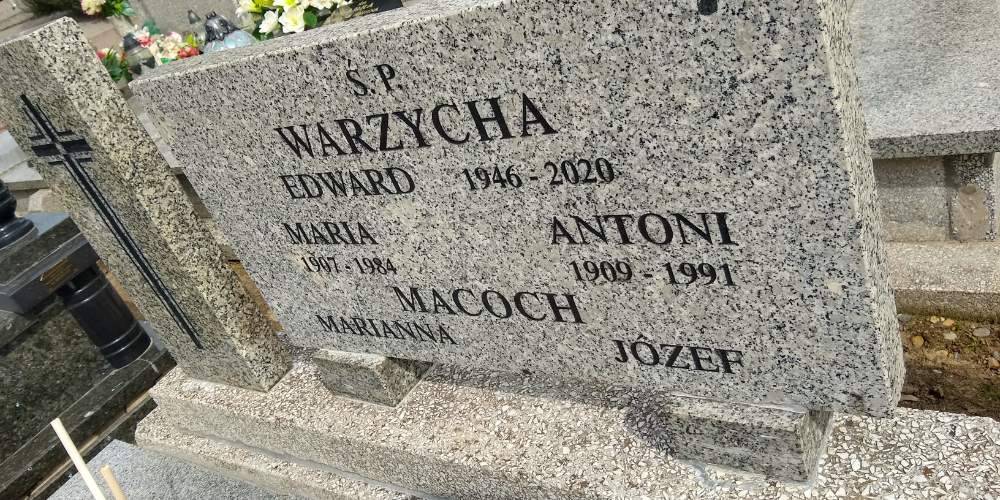 Ś.P.
WARZYCHA
EDWARD 1946 - 2020
MARIA ANTONI
1907 - 1984 1909 - 1991
MACOCH
MARIANNA JÓZEF